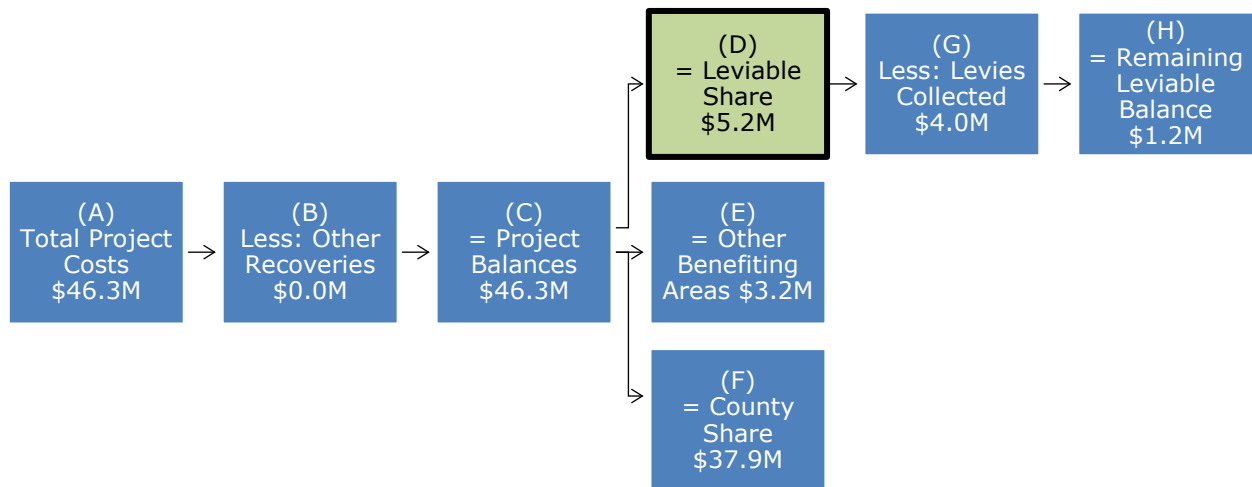 (A)
Total Project
Costs
$46.3M
(B)
Less: Other
Recoveries
$0.0M
(C)
= Project
Balances
$46.3M
(D)
= Leviable
Share
$5.2M
(E)
= Other
Benefiting
Areas $3.2M
(F)
= County
Share
$37.9M
(G)
Less: Levies
Collected
$4.0M
(H)
= Remaining
Leviable
Balance
$1.2M